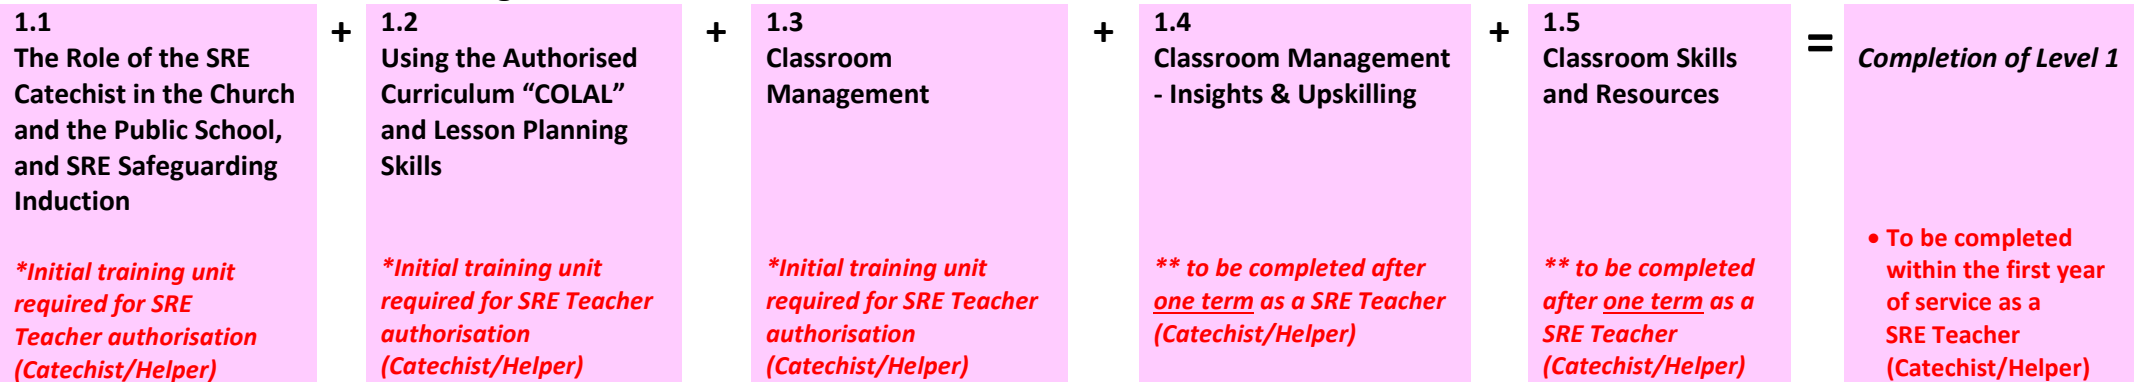 1.1
The Role of the SRE
Catechist in the Church
and the Public School,
and SRE Safeguarding
Induction
*Initial training unit
required for SRE
Teacher authorisation
(Catechist/Helper)
+
1.2
Using the Authorised
Curriculum “COLAL”
and Lesson Planning
Skills
*Initial training unit
required for SRE Teacher
authorisation
(Catechist/Helper)
+
1.3
Classroom
Management
*Initial training unit
required for SRE Teacher
authorisation
(Catechist/Helper)
+
1.4
Classroom Management
- Insights & Upskilling
** to be completed after
one term as a SRE Teacher
(Catechist/Helper)
+
1.5
Classroom Skills
and Resources
** to be completed
after one term as a
SRE Teacher
(Catechist/Helper)
=
Completion of Level 1
• To be completed
within the first year
of service as a
SRE Teacher
(Catechist/Helper)